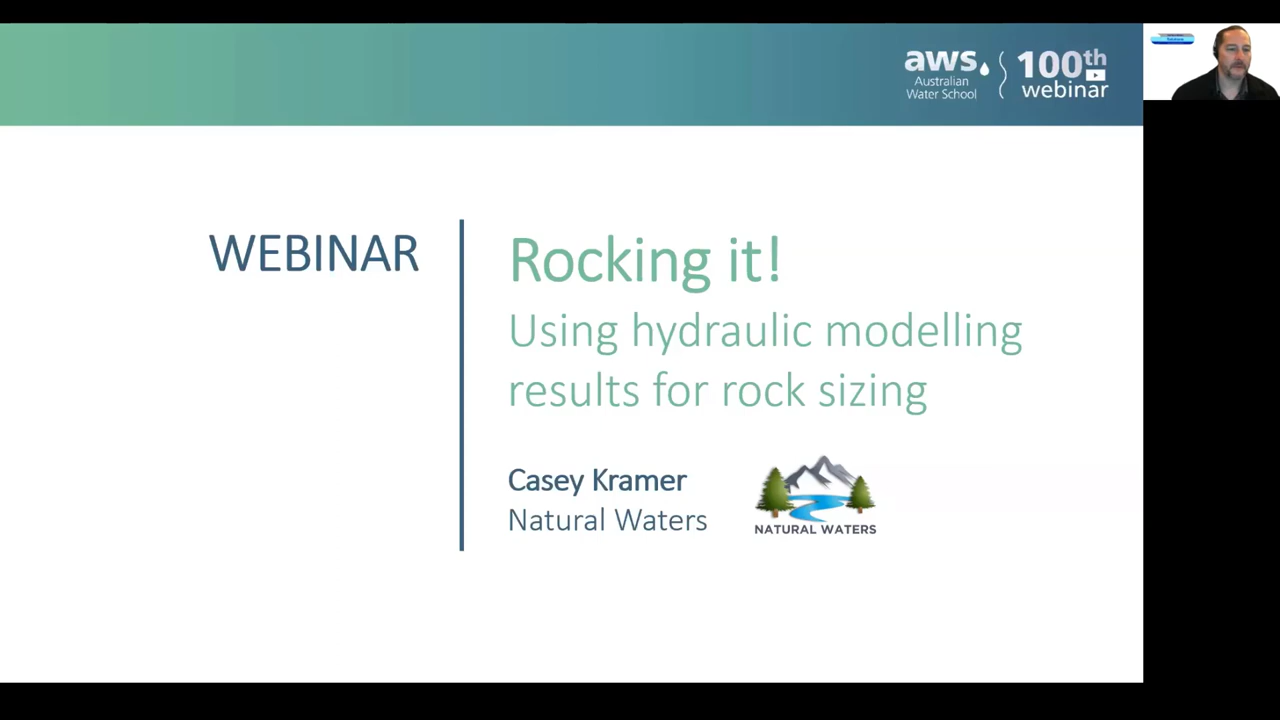 aws
Australian
Water School
100th
webinar
WEBINAR
Rocking it!
Using hydraulic modelling
results for rock sizing
Casey Kramer
Natural Waters
NATURAL WATERS